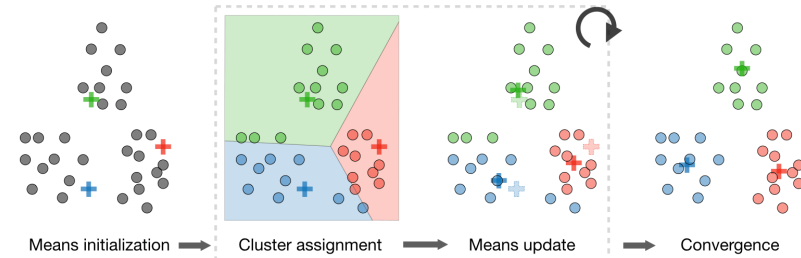 Means initialization
Cluster assignment
Means update
Convergence